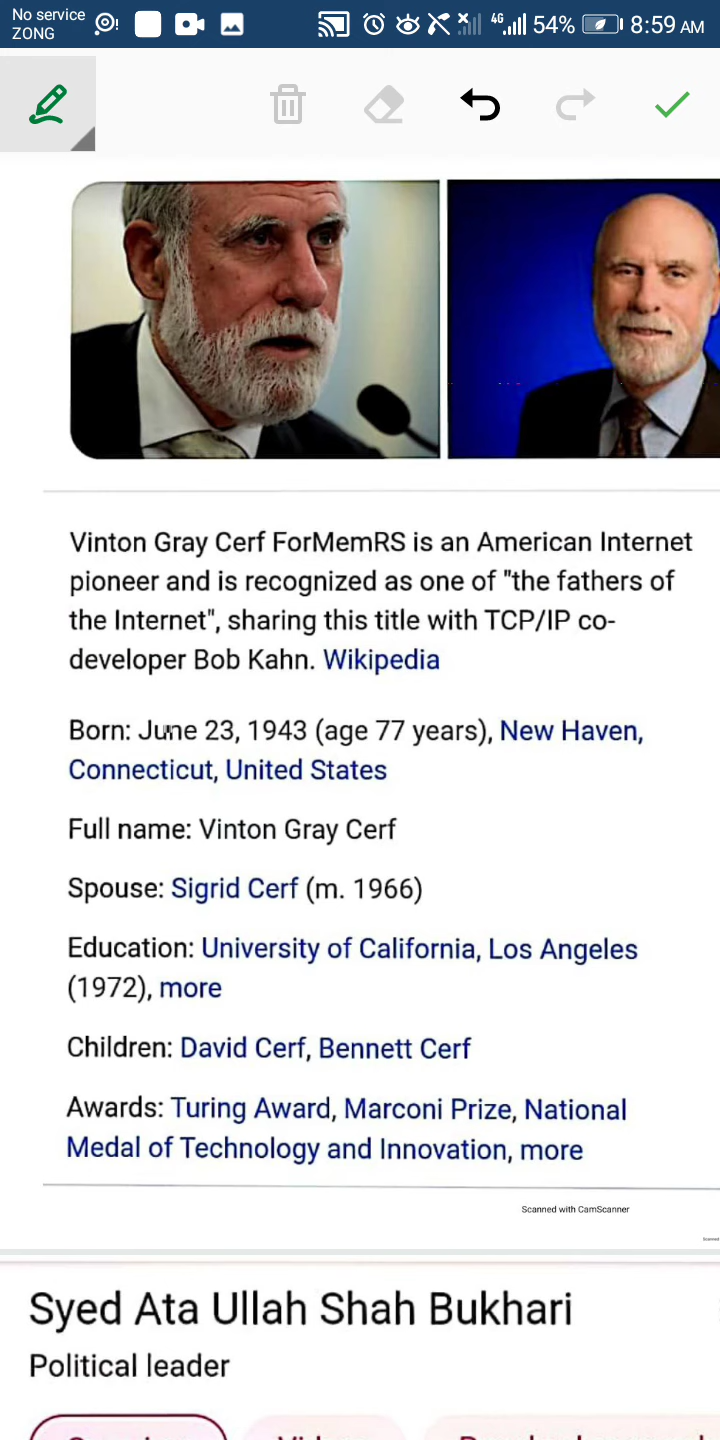 No service
ZONG
4G
54%
8:59 AM
Vinton Gray Cerf ForMemRS is an American Internet
pioneer and is recognized as one of "the fathers of
the Internet", sharing this title with TCP/IP co-
developer Bob Kahn. Wikipedia
Born: June 23, 1943 (age 77 years), New Haven,
Connecticut, United States
Full name: Vinton Gray Cerf
Spouse: Sigrid Cerf (m. 1966)
Education: University of California, Los Angeles
(1972), more
Children: David Cerf, Bennett Cerf
Awards: Turing Award, Marconi Prize, National
Medal of Technology and Innovation, more
Scanned with CamScanner
Syed Ata Ullah Shah Bukhari
Political leader